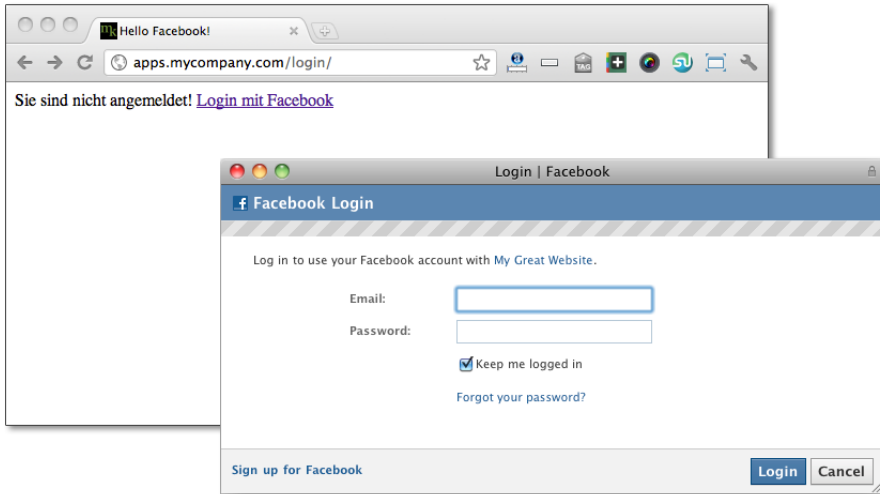 Hello Facebook!
apps.mycompany.com/login/
TAG
Sie sind nicht angemeldet! Login mit Facebook
Login | Facebook
f Facebook Login
Log in to use your Facebook account with My Great Website.
Email:
Password:
Keep me logged in
Forgot your password?
Sign up for Facebook
Login Cancel